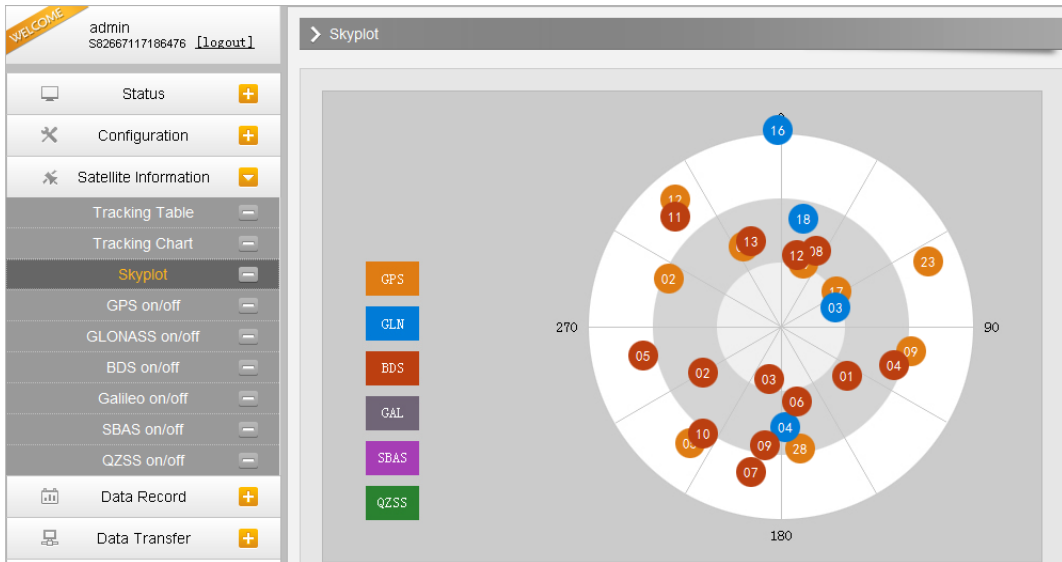 WELCOME
admin
S82667117186476 [logout]
Status
Configuration
Satellite Information
Tracking Table
Tracking Chart
Skyplot
GPS on/off
GLONASS on/off
BDS on/off
Galileo on/off
SBAS on/off
QZSS on/off
Data Record
Data Transfer
Skyplot
GPS
GLN
BDS
GAL
SBAS
QZSS
16
12
11
18
13
12
08
23
02
17
03
270
90
05
09
04
02
03
01
06
04
10
09
28
07
180